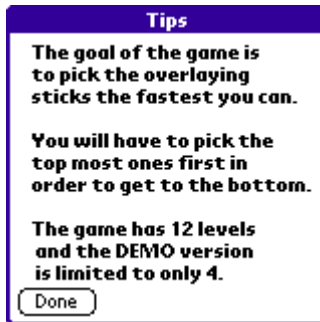 Tips
The goal of the game is
to pick the overlaying
sticks the fastest you can.
You will have to pick the
top most ones first in
order to get to the bottom.
The game has 12 levels
and the DEMO version
is limited to only 4.
Done